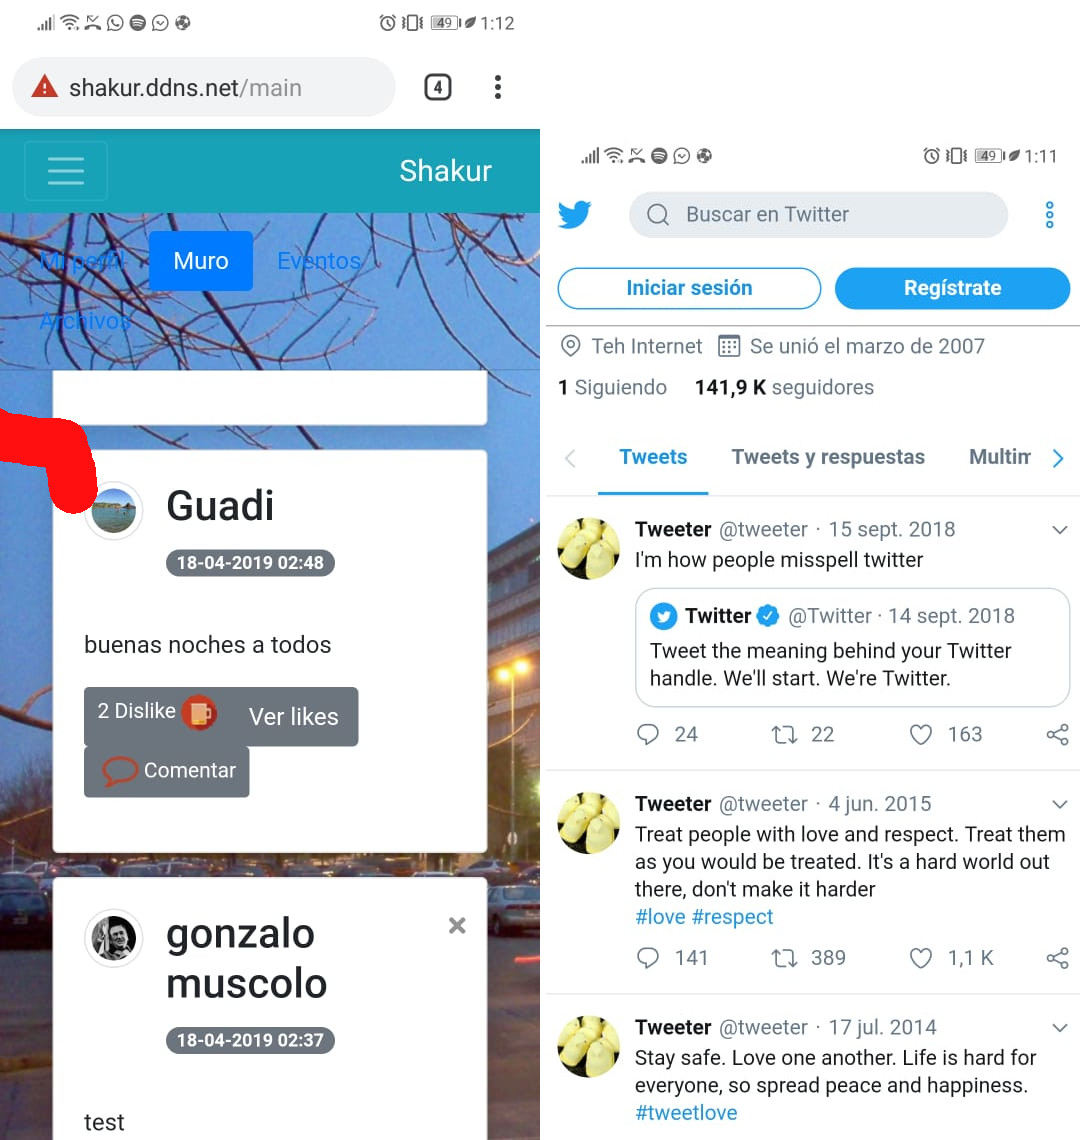 49 1:12
shakur.ddns.net/main
4
Shakur
Mi perfil Muro Eventos
Archivos
Guadi
18-04-2019 02:48
buenas noches a todos
2 Dislike Ver likes
Comentar
gonzalo
muscolo
×
18-04-2019 02:37
test
49 1:11
Buscar en Twitter
Iniciar sesión Regístrate
Teh Internet Se unió el marzo de 2007
1 Siguiendo 141,9 K seguidores
Tweets Tweets y respuestas Multim
Tweeter @tweeter · 15 sept. 2018
I'm how people misspell twitter
Twitter @Twitter · 14 sept. 2018
Tweet the meaning behind your Twitter
handle. We'll start. We're Twitter.
24 22 163
Tweeter @tweeter · 4 jun. 2015
Treat people with love and respect. Treat them
as you would be treated. It's a hard world out
there, don't make it harder
#love #respect
141 389 1,1 K
Tweeter @tweeter · 17 jul. 2014
Stay safe. Love one another. Life is hard for
everyone, so spread peace and happiness.
#tweetlove